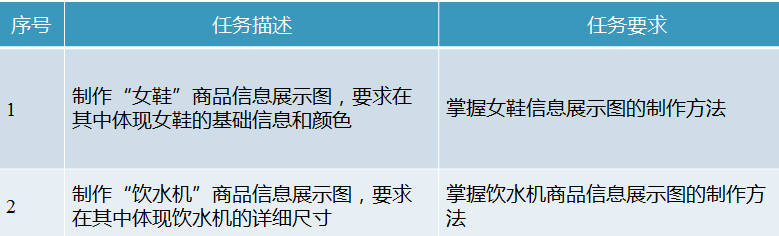 序号 任务描述 任务要求
1 制作“女鞋”商品信息展示图，要求在其中体现女鞋的基础信息和颜色 掌握女鞋信息展示图的制作方法
2 制作“饮水机”商品信息展示图，要求在其中体现饮水机的详细尺寸 掌握饮水机商品信息展示图的制作方法